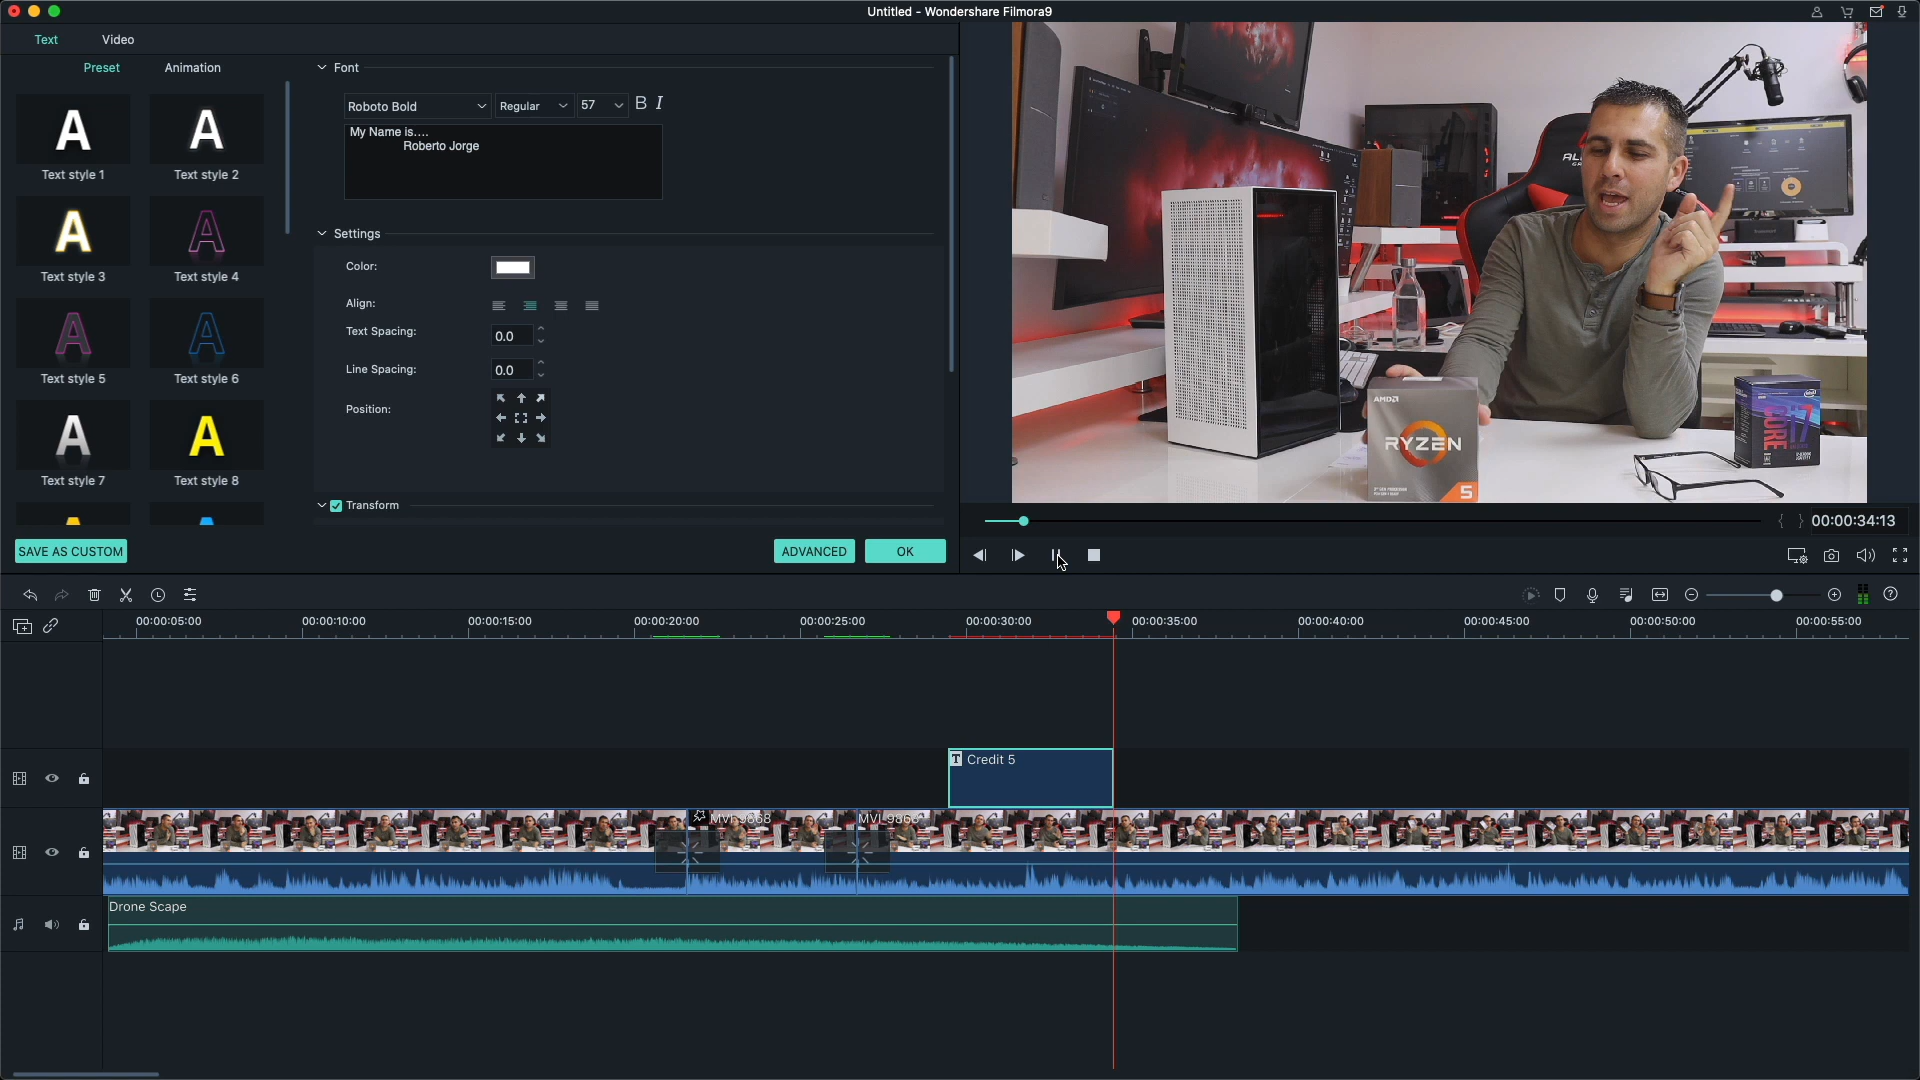 Untitled - Wondershare Filmora9
Text
Video
Preset
Animation
A
Text style 1
A
Text style 2
A
Text style 3
A
Text style 4
A
Text style 5
A
Text style 6
A
Text style 7
A
Text style 8
SAVE AS CUSTOM
Font
Roboto Bold
Regular
57
B I
My Name is....
Roberto Jorge
Settings
Color:
Align:
Text Spacing:
0.0
Line Spacing:
0.0
Position:
Transform
ADVANCED
OK
AMD
RYZEN
5
intel
CORE i7
{ } 00:00:34:13
00:00:05:00
00:00:10:00
00:00:15:00
00:00:20:00
00:00:25:00
00:00:30:00
00:00:35:00
00:00:40:00
00:00:45:00
00:00:50:00
00:00:55:00
T Credit 5
MVI_9868
MVI_9868
Drone Scape